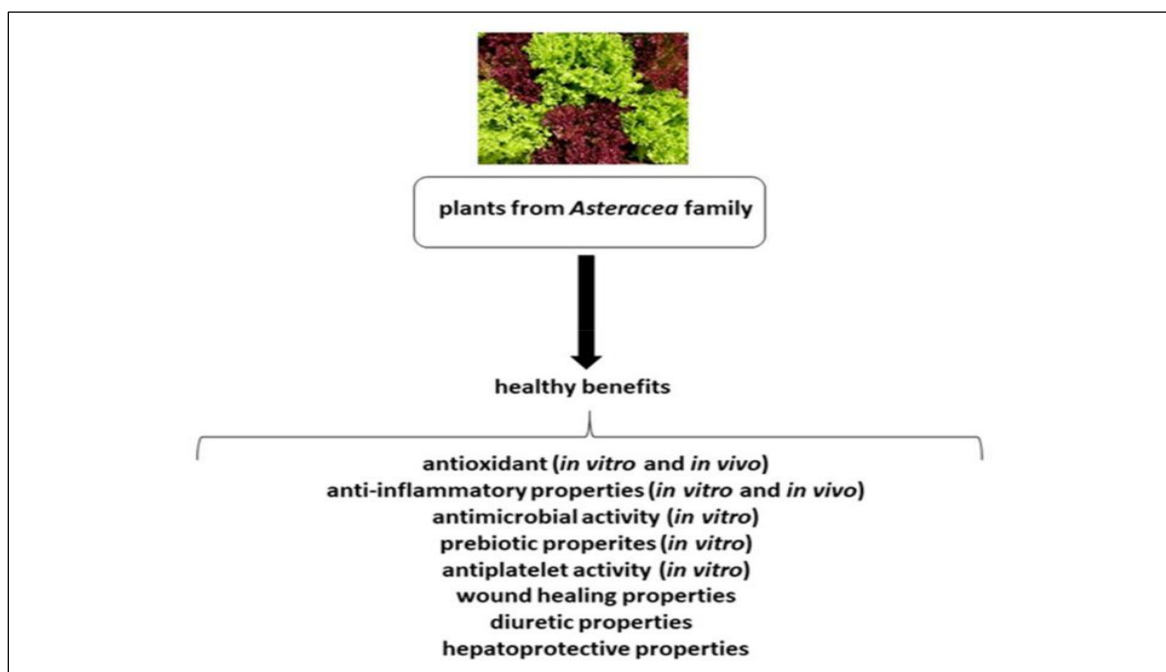 plants from Asteracea family
healthy benefits
antioxidant (in vitro and in vivo)
anti-inflammatory properties (in vitro and in vivo)
antimicrobial activity (in vitro)
prebiotic properites (in vitro)
antiplatelet activity (in vitro)
wound healing properties
diuretic properties
hepatoprotective properties